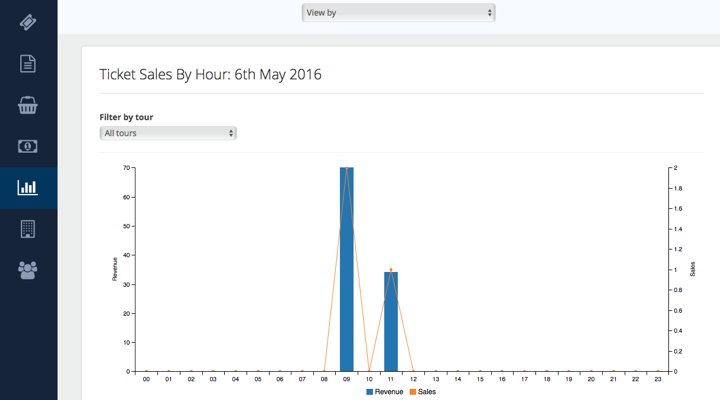 View by
Ticket Sales By Hour: 6th May 2016
Filter by tour
All tours
70
60
50
40
30
20
10
0
Revenue
2
1.8
1.6
1.4
1.2
1
0.8
0.6
0.4
0.2
0
Sales
00 01 02 03 04 05 06 07 08 09 10 11 12 13 14 15 16 17 18 19 20 21 22 23
Revenue Sales